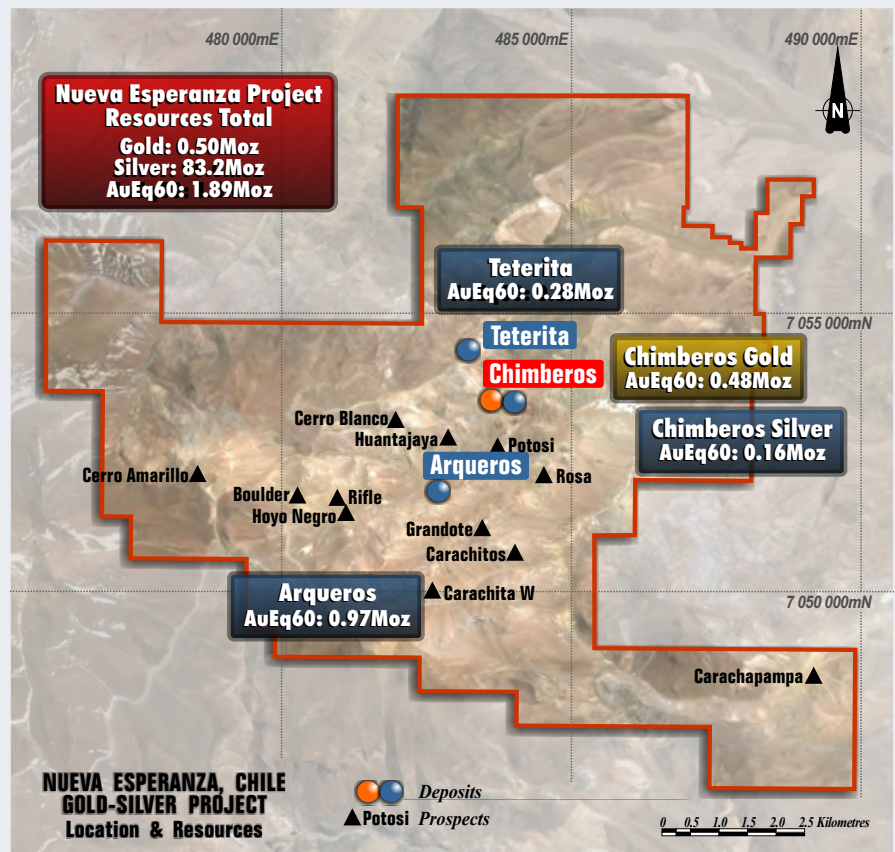 480 000mE
485 000mE
490 000mE
Nueva Esperanza Project
Resources Total
Gold: 0.50Moz
Silver: 83.2Moz
AuEq60: 1.89Moz
N
Teterita
AuEq60: 0.28Moz
7 055 000mN
Teterita
Chimberos Gold
AuEq60: 0.48Moz
Chimberos
Chimberos Silver
AuEq60: 0.16Moz
Cerro Blanco
Huantajaya
Potosi
Arqueros
Cerro Amarillo
Rosa
Boulder
Rifle
Hoyo Negro
Grandote
Carachitos
Arqueros
AuEq60: 0.97Moz
Carachita W
7 050 000mN
Carachapampa
NUEVA ESPERANZA, CHILE
GOLD-SILVER PROJECT
Location & Resources
Deposits
Potosi Prospects
0 0.5 1.0 1.5 2.0 2.5 Kilometres